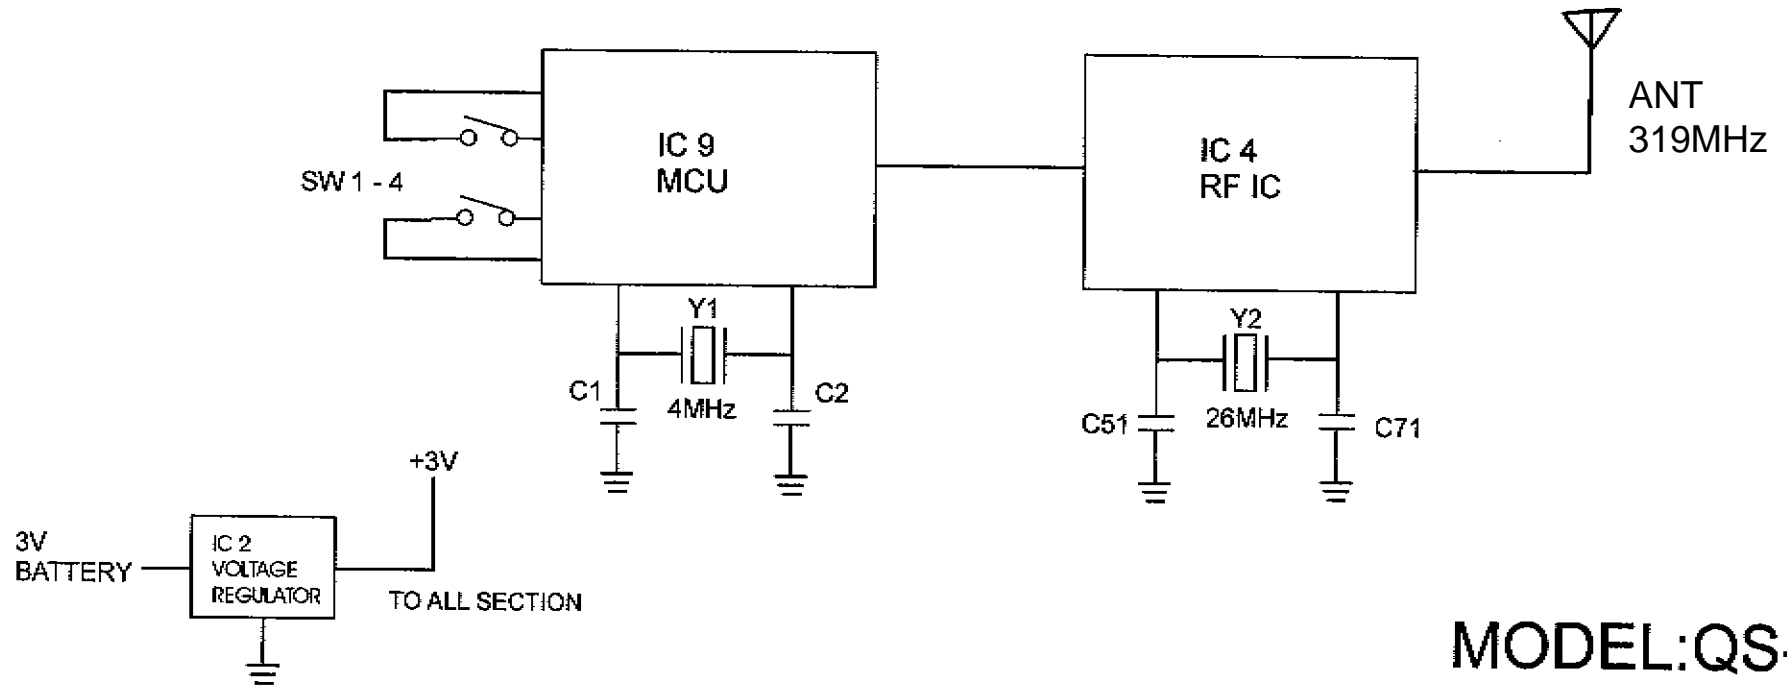 IC 9
MCU
IC 4
RF IC
ANT
319MHz
SW 1 - 4
Y1
C1
4MHz
C2
Y2
C51
26MHz
C71
+3V
3V
BATTERY
IC 2
VOLTAGE
REGULATOR
TO ALL SECTION
MODEL:QS-